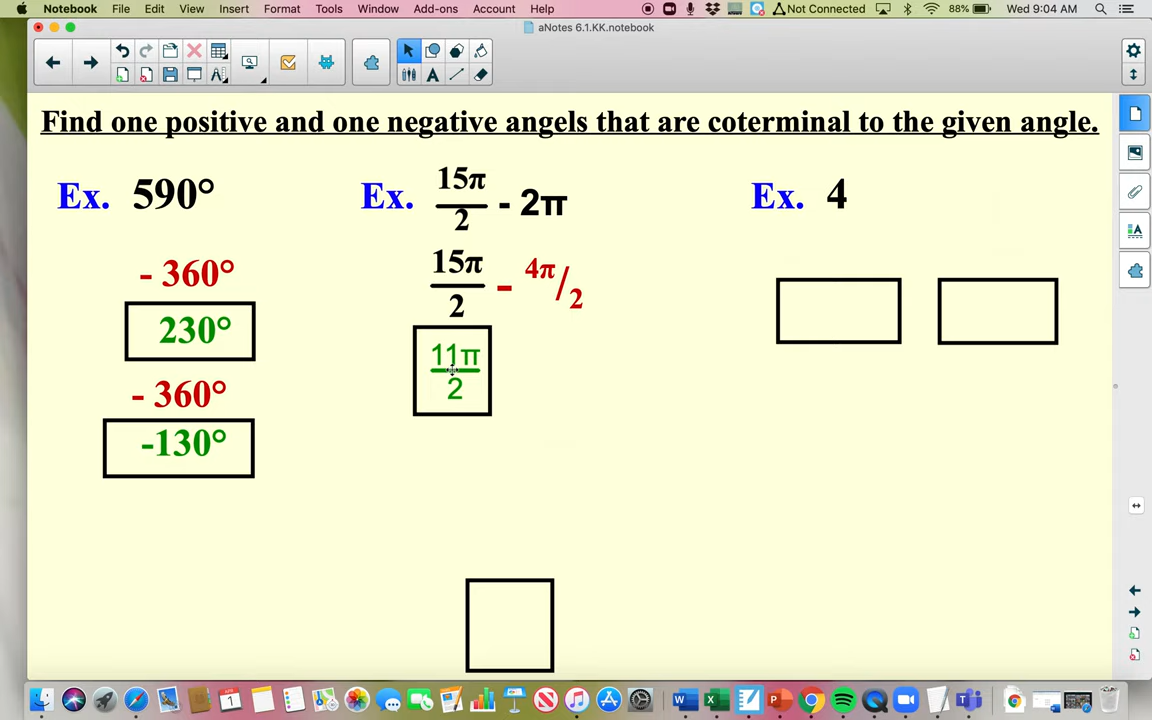 Notebook File Edit View Insert Format Tools Window Add-ons Account Help Not Connected 88% Wed 9:04 AM
aNotes 6.1.KK.notebook
Find one positive and one negative angels that are coterminal to the given angle.
Ex. 590°
- 360°
230°
- 360°
-130°
Ex. 15π/2 - 2π
15π/2 - 4π/2
11π/2
Ex. 4